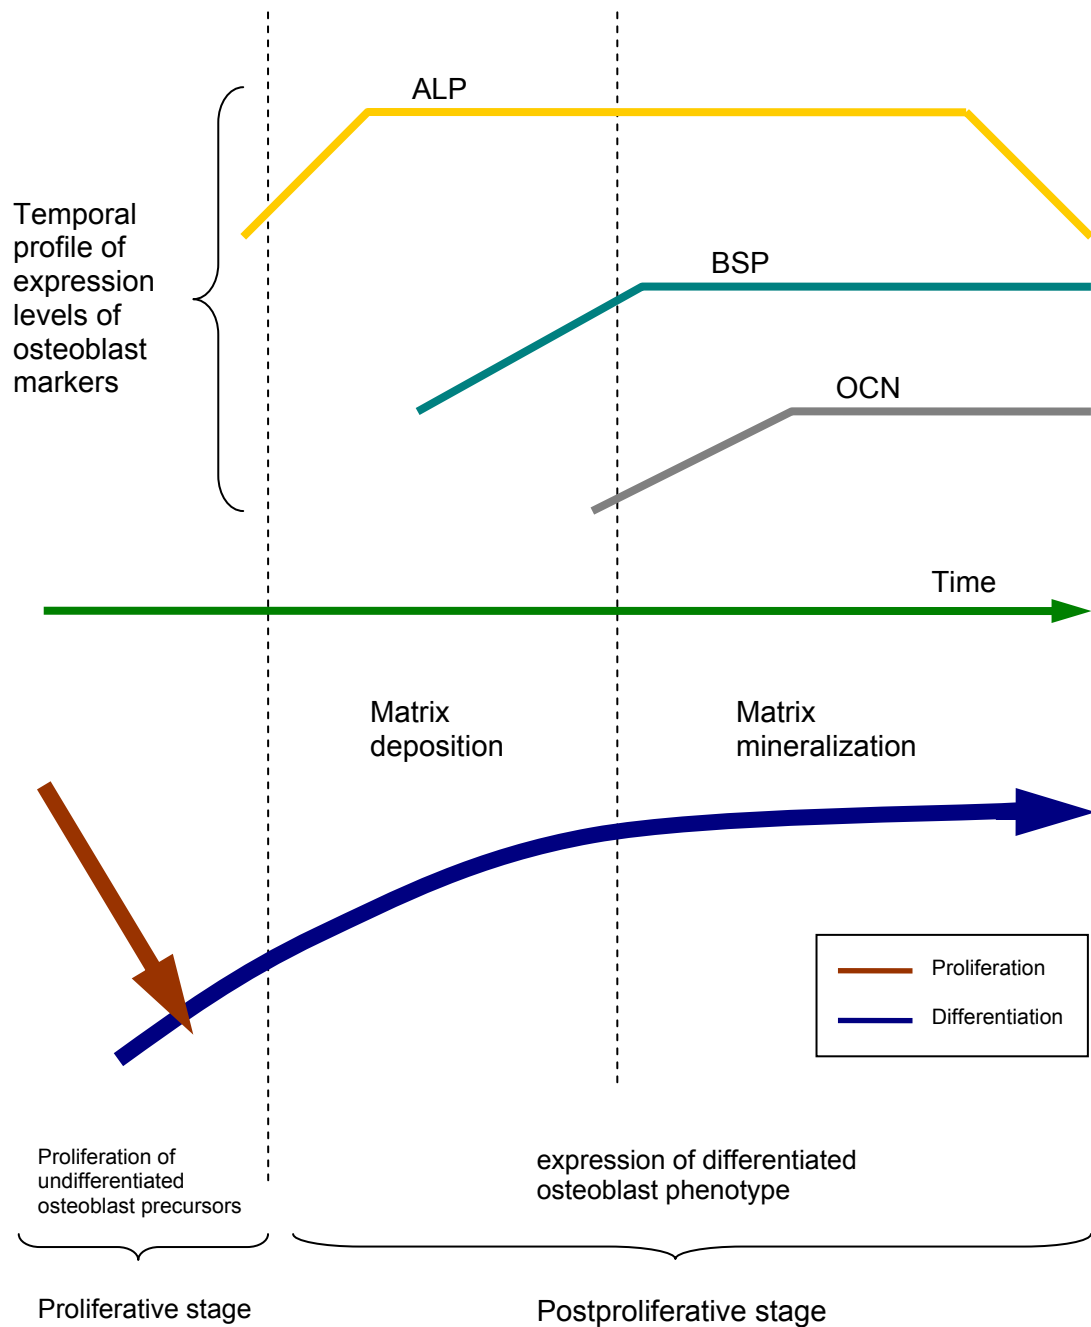 ALP
Temporal
profile of
expression
levels of
osteoblast
markers
BSP
OCN
Time
Matrix
deposition
Matrix
mineralization
Proliferation
Differentiation
Proliferation of
undifferentiated
osteoblast precursors
expression of differentiated
osteoblast phenotype
Proliferative stage
Postproliferative stage